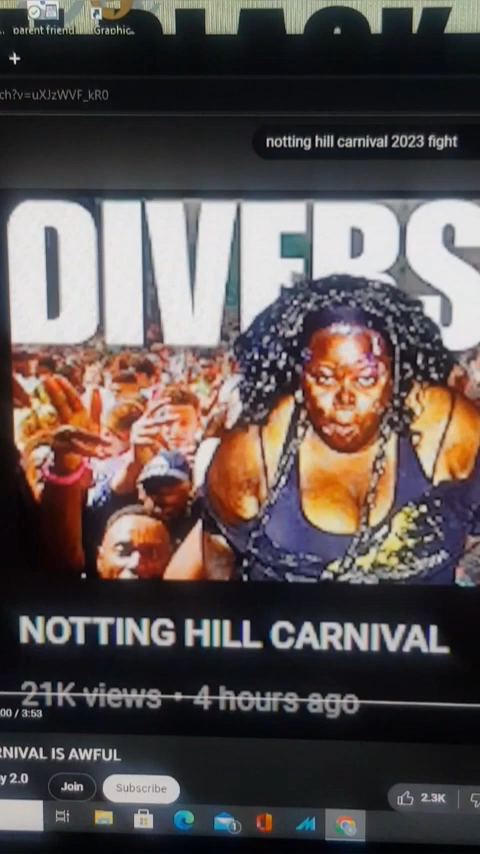 parent friend
Graphic
+
ch?v=uXJzWVF_kR0
notting hill carnival 2023 fight
DIVERS
NOTTING HILL CARNIVAL
21K views • 4 hours ago
00 / 3:53
RNIVAL IS AWFUL
y 2.0
Join
Subscribe
2.3K
1